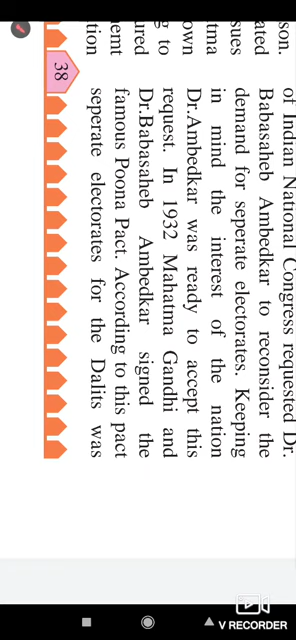 son. of Indian National Congress requested Dr.
ated Babasaheb Ambedkar to reconsider the
sues demand for seperate electorates. Keeping
tma in mind the interest of the nation
own Dr.Ambedkar was ready to accept this
g to request. In 1932 Mahatma Gandhi and
ured Dr.Babasaheb Ambedkar signed the
emt famous Poona Pact. According to this pact
tion seperate electorates for the Dalits was
38
V RECORDER